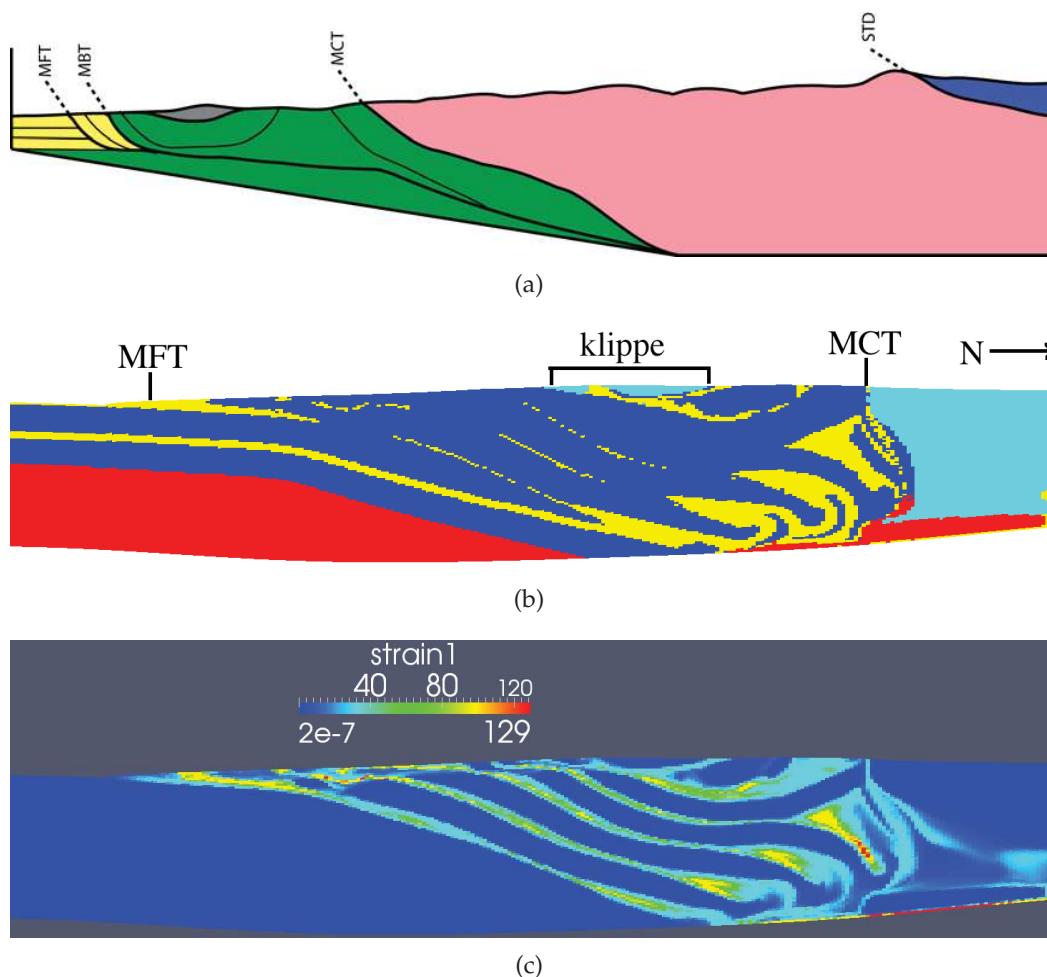 MFT
MBT
MCT
STD
(a)
MFT
klippe
MCT
N
(b)
strain1
40 80 120
2e-7 129
(c)